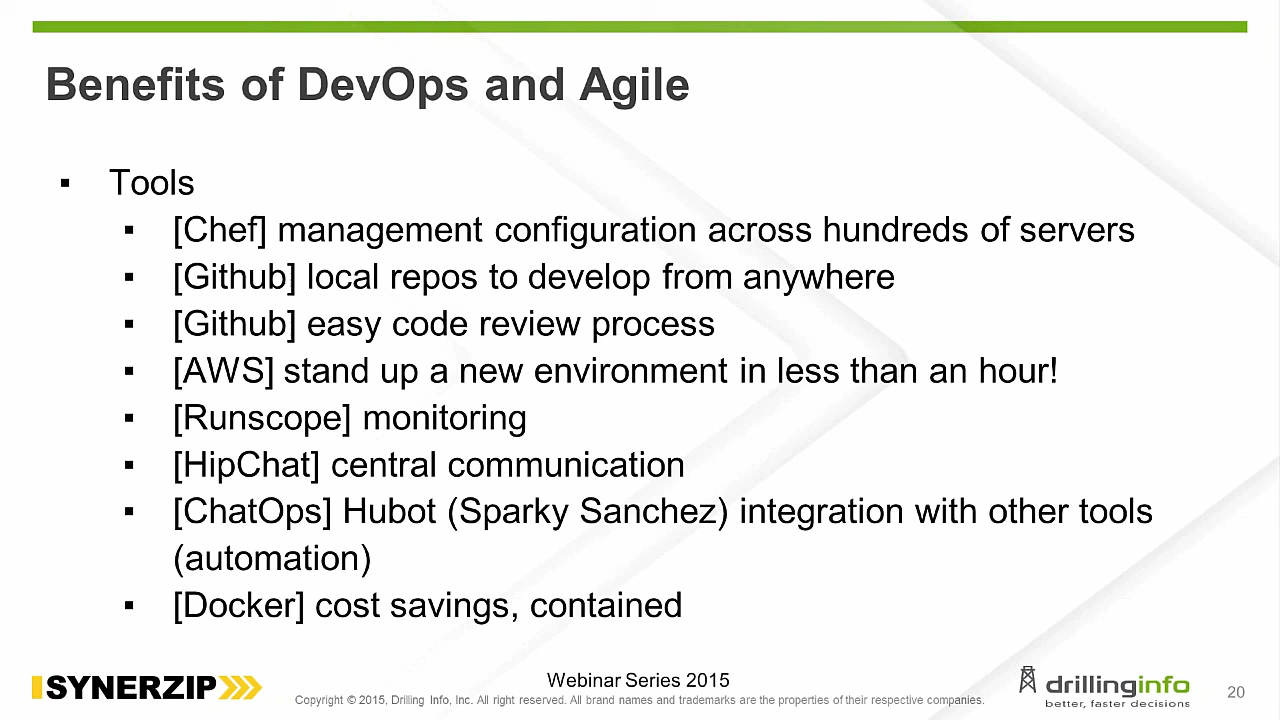 Benefits of DevOps and Agile
▪ Tools
▪ [Chef] management configuration across hundreds of servers
▪ [Github] local repos to develop from anywhere
▪ [Github] easy code review process
▪ [AWS] stand up a new environment in less than an hour!
▪ [Runscope] monitoring
▪ [HipChat] central communication
▪ [ChatOps] Hubot (Sparky Sanchez) integration with other tools
(automation)
▪ [Docker] cost savings, contained
SYNERZIP
Webinar Series 2015
Copyright © 2015, Drilling Info, Inc. All right reserved. All brand names and trademarks are the properties of their respective companies.
drillinginfo
better, faster decisions
20